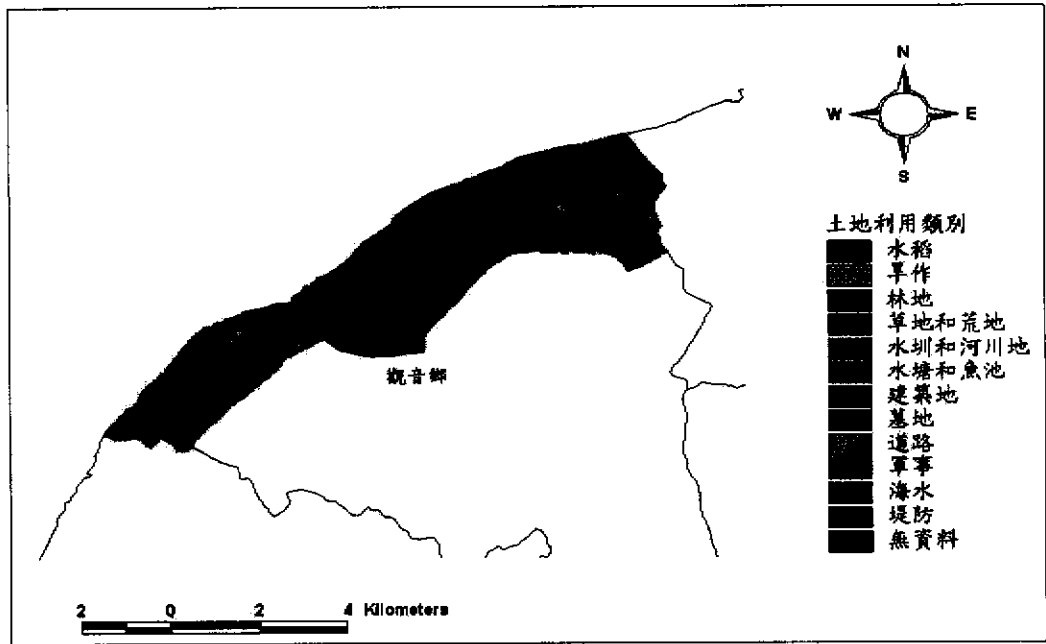 N
W E
S
土地利用類別
水稻
旱作
林地
草地和荒地
水圳和河川地
水塘和魚池
建築地
墓地
道路
軍事
海水
堤防
無資料
觀音鄉
2 0 2 4 Kilometers